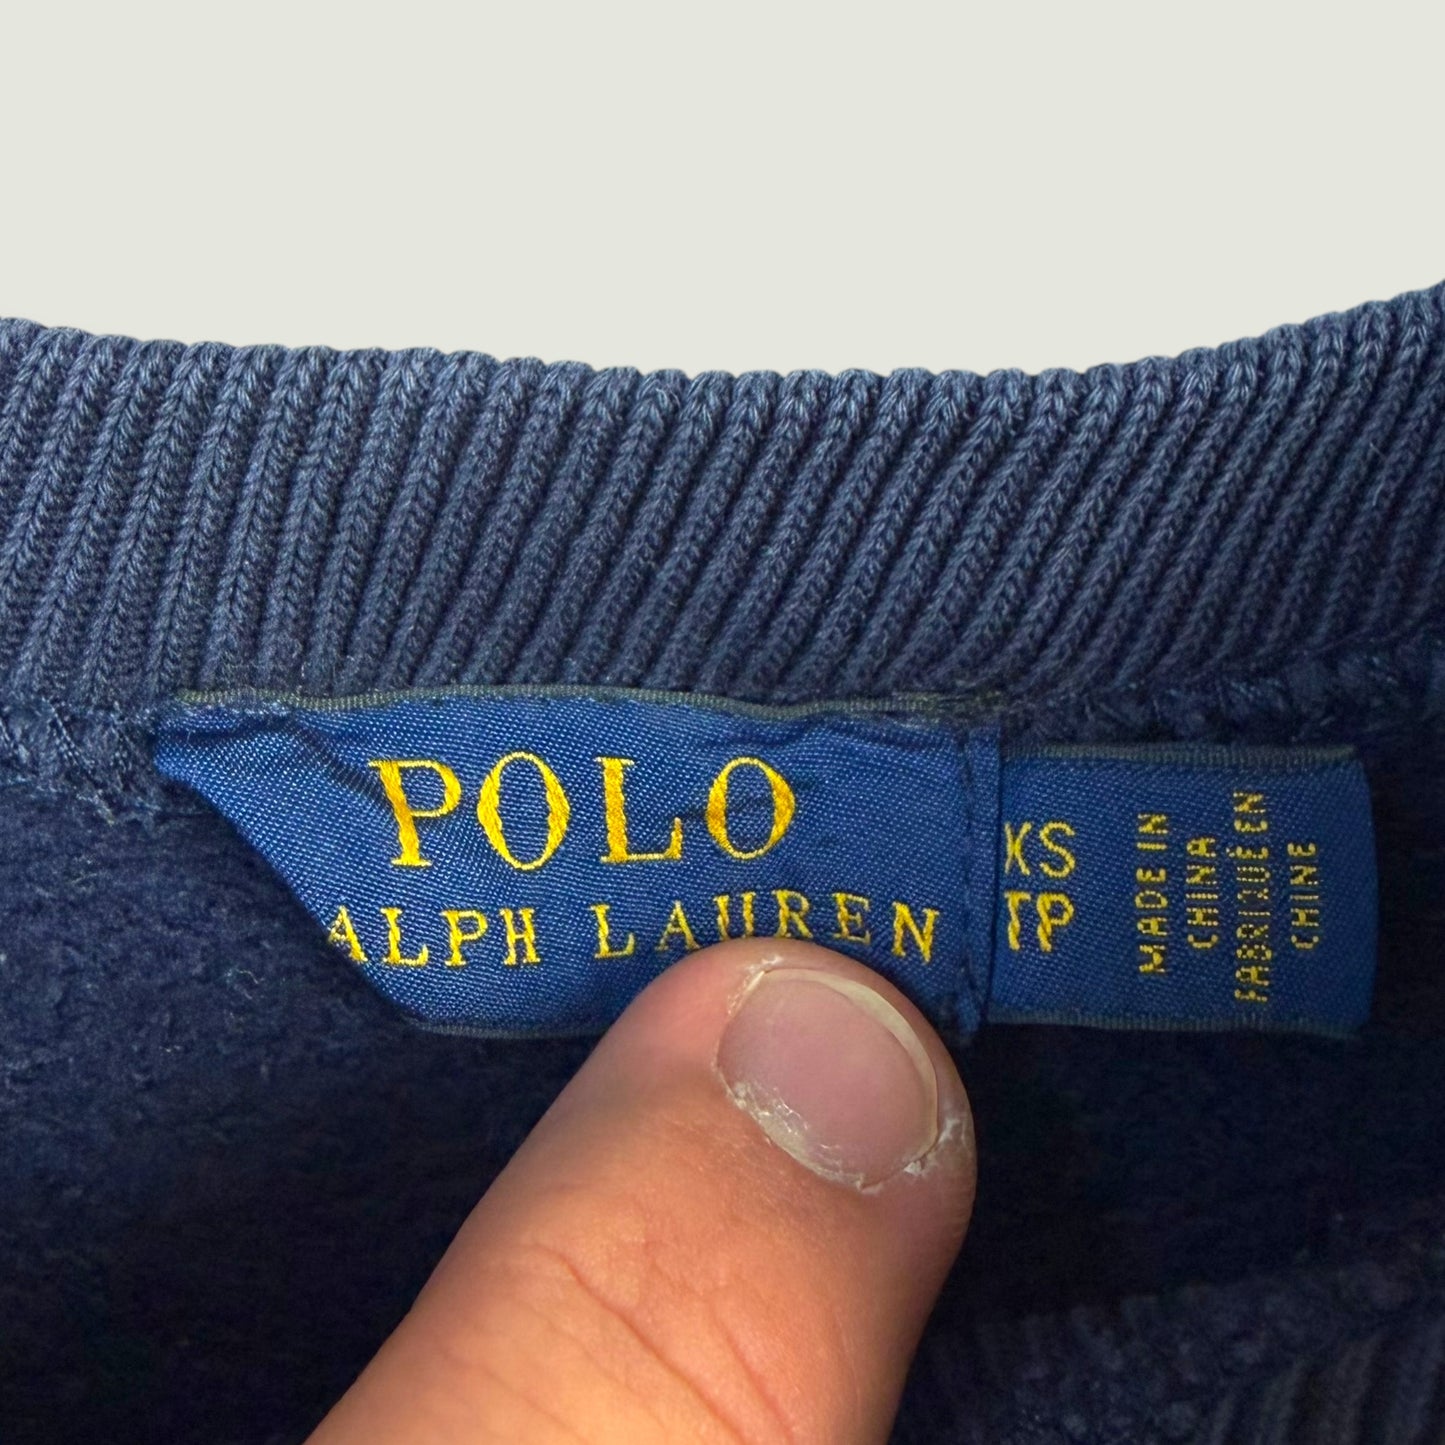 POLO
ALPH LAUREN
XS
TP
MADE IN
CHINA
FABRIQUÉ EN
CHINE